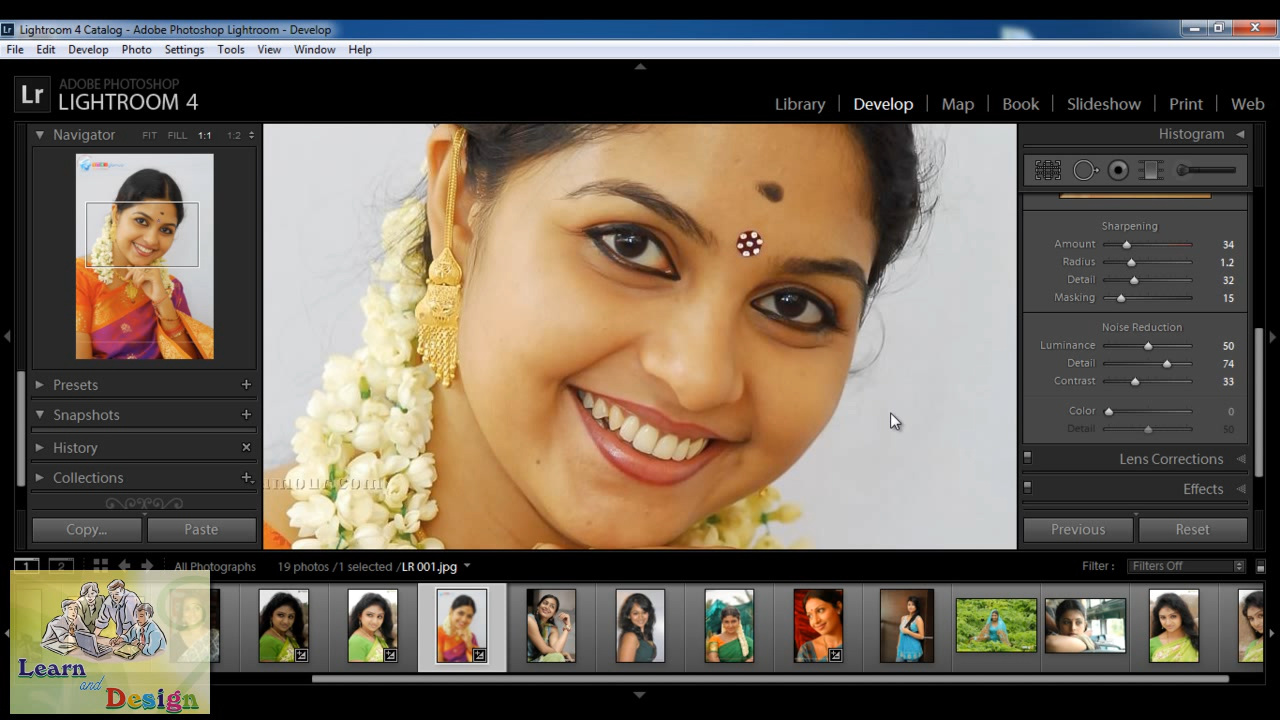 Lightroom 4 Catalog - Adobe Photoshop Lightroom - Develop
File Edit Develop Photo Settings Tools View Window Help
Lr ADOBE PHOTOSHOP
LIGHTROOM 4
Library Develop Map Book Slideshow Print Web
Navigator FIT FILL 1:1 1:2
Histogram
Sharpening
Amount 34
Radius 1.2
Detail 32
Masking 15
Noise Reduction
Luminance 50
Detail 74
Contrast 33
Color 0
Detail 50
Presets
Snapshots
History
Collections
Lens Corrections
Effects
Copy... Paste
Previous Reset
1 2 All Photographs 19 photos /1 selected /LR 001.jpg Filter : Filters Off
Learn
and
Design